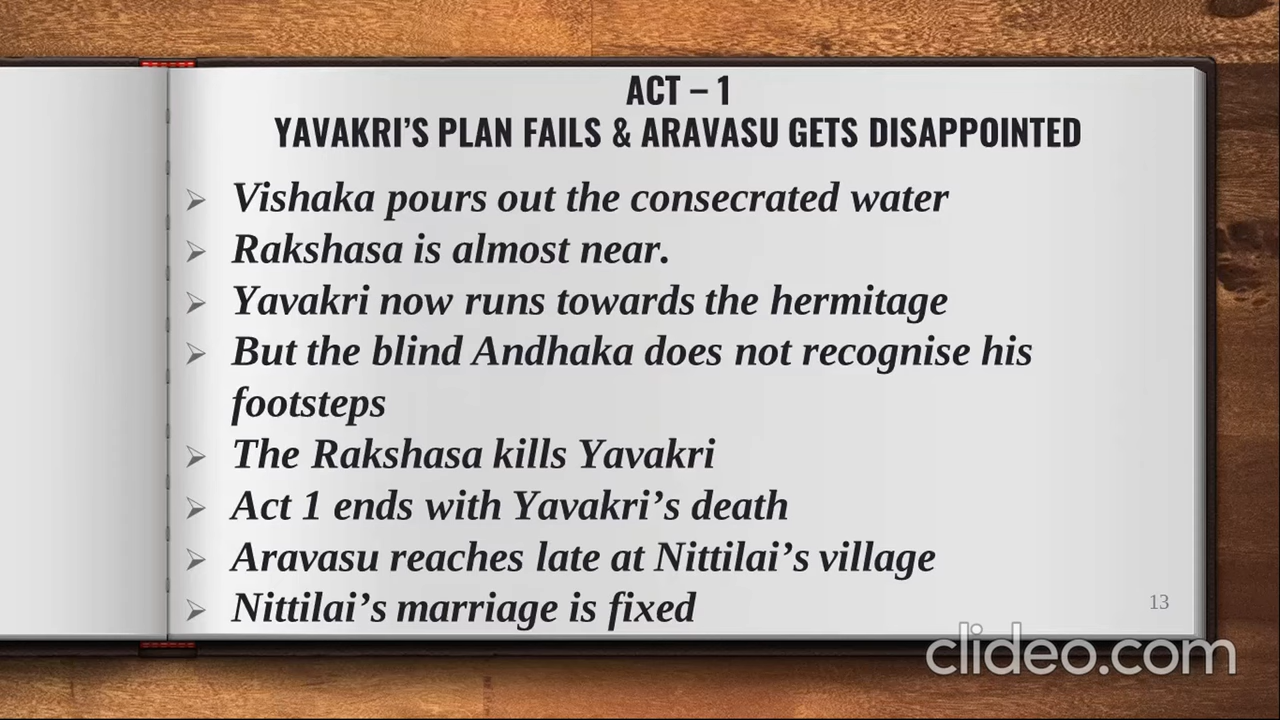 ACT – 1
YAVAKRI'S PLAN FAILS & ARAVASU GETS DISAPPOINTED
➢ Vishaka pours out the consecrated water
➢ Rakshasa is almost near.
➢ Yavakri now runs towards the hermitage
➢ But the blind Andhaka does not recognise his
footsteps
➢ The Rakshasa kills Yavakri
➢ Act 1 ends with Yavakri's death
➢ Aravasu reaches late at Nittilai's village
➢ Nittilai's marriage is fixed
13
clideo.com